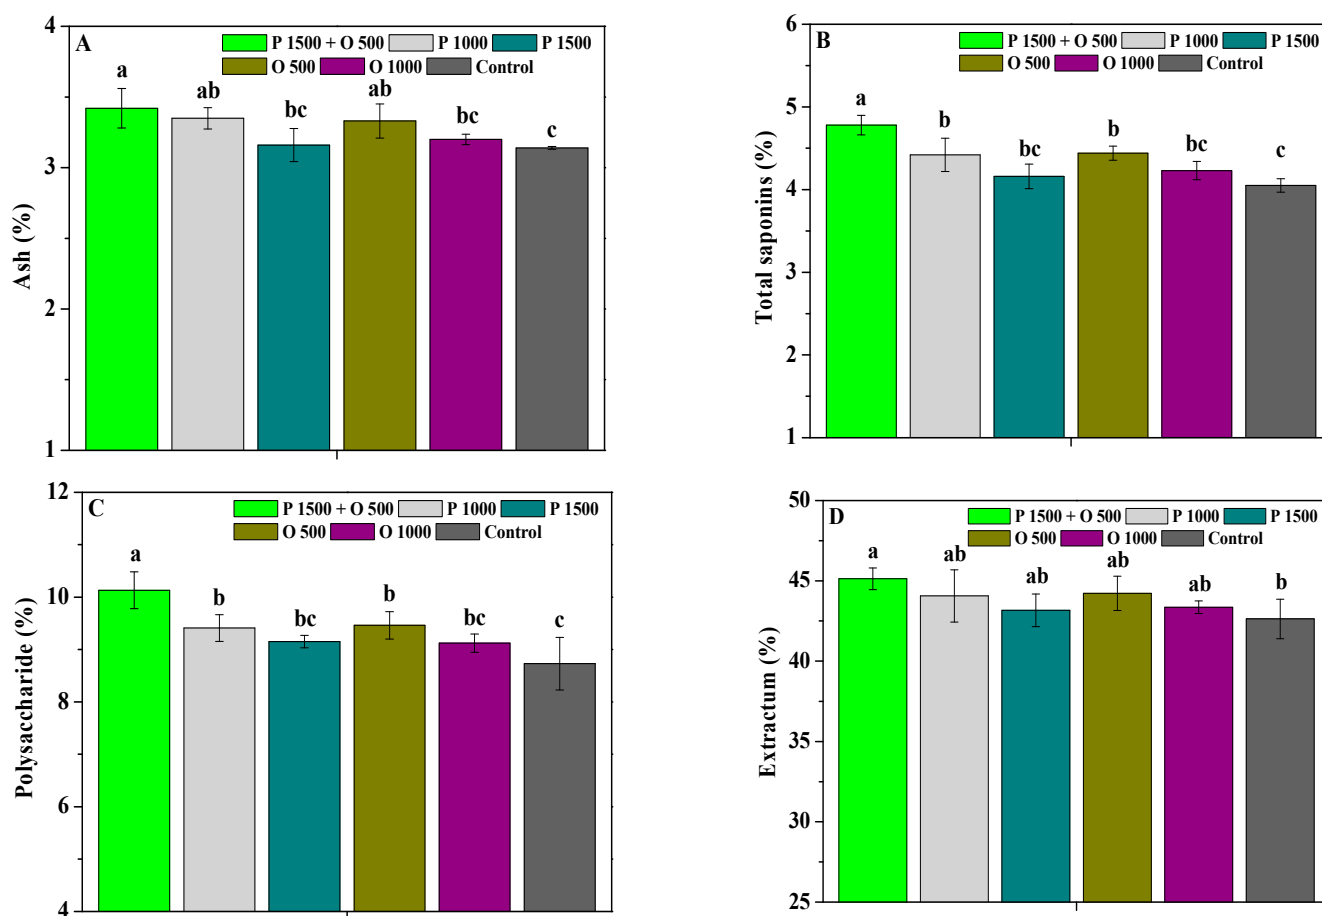 A
P 1500 + O 500 P 1000 P 1500
O 500 O 1000 Control
4
3
2
1
Ash (%)
a ab bc ab bc c
B
P 1500 + O 500 P 1000 P 1500
O 500 O 1000 Control
6
5
4
3
2
1
Total saponins (%)
a b bc b bc c
C
P 1500 + O 500 P 1000 P 1500
O 500 O 1000 Control
12
10
8
6
4
Polysaccharide (%)
a b bc b bc c
D
P 1500 + O 500 P 1000 P 1500
O 500 O 1000 Control
50
45
40
35
30
25
Extractum (%)
a ab ab ab ab b